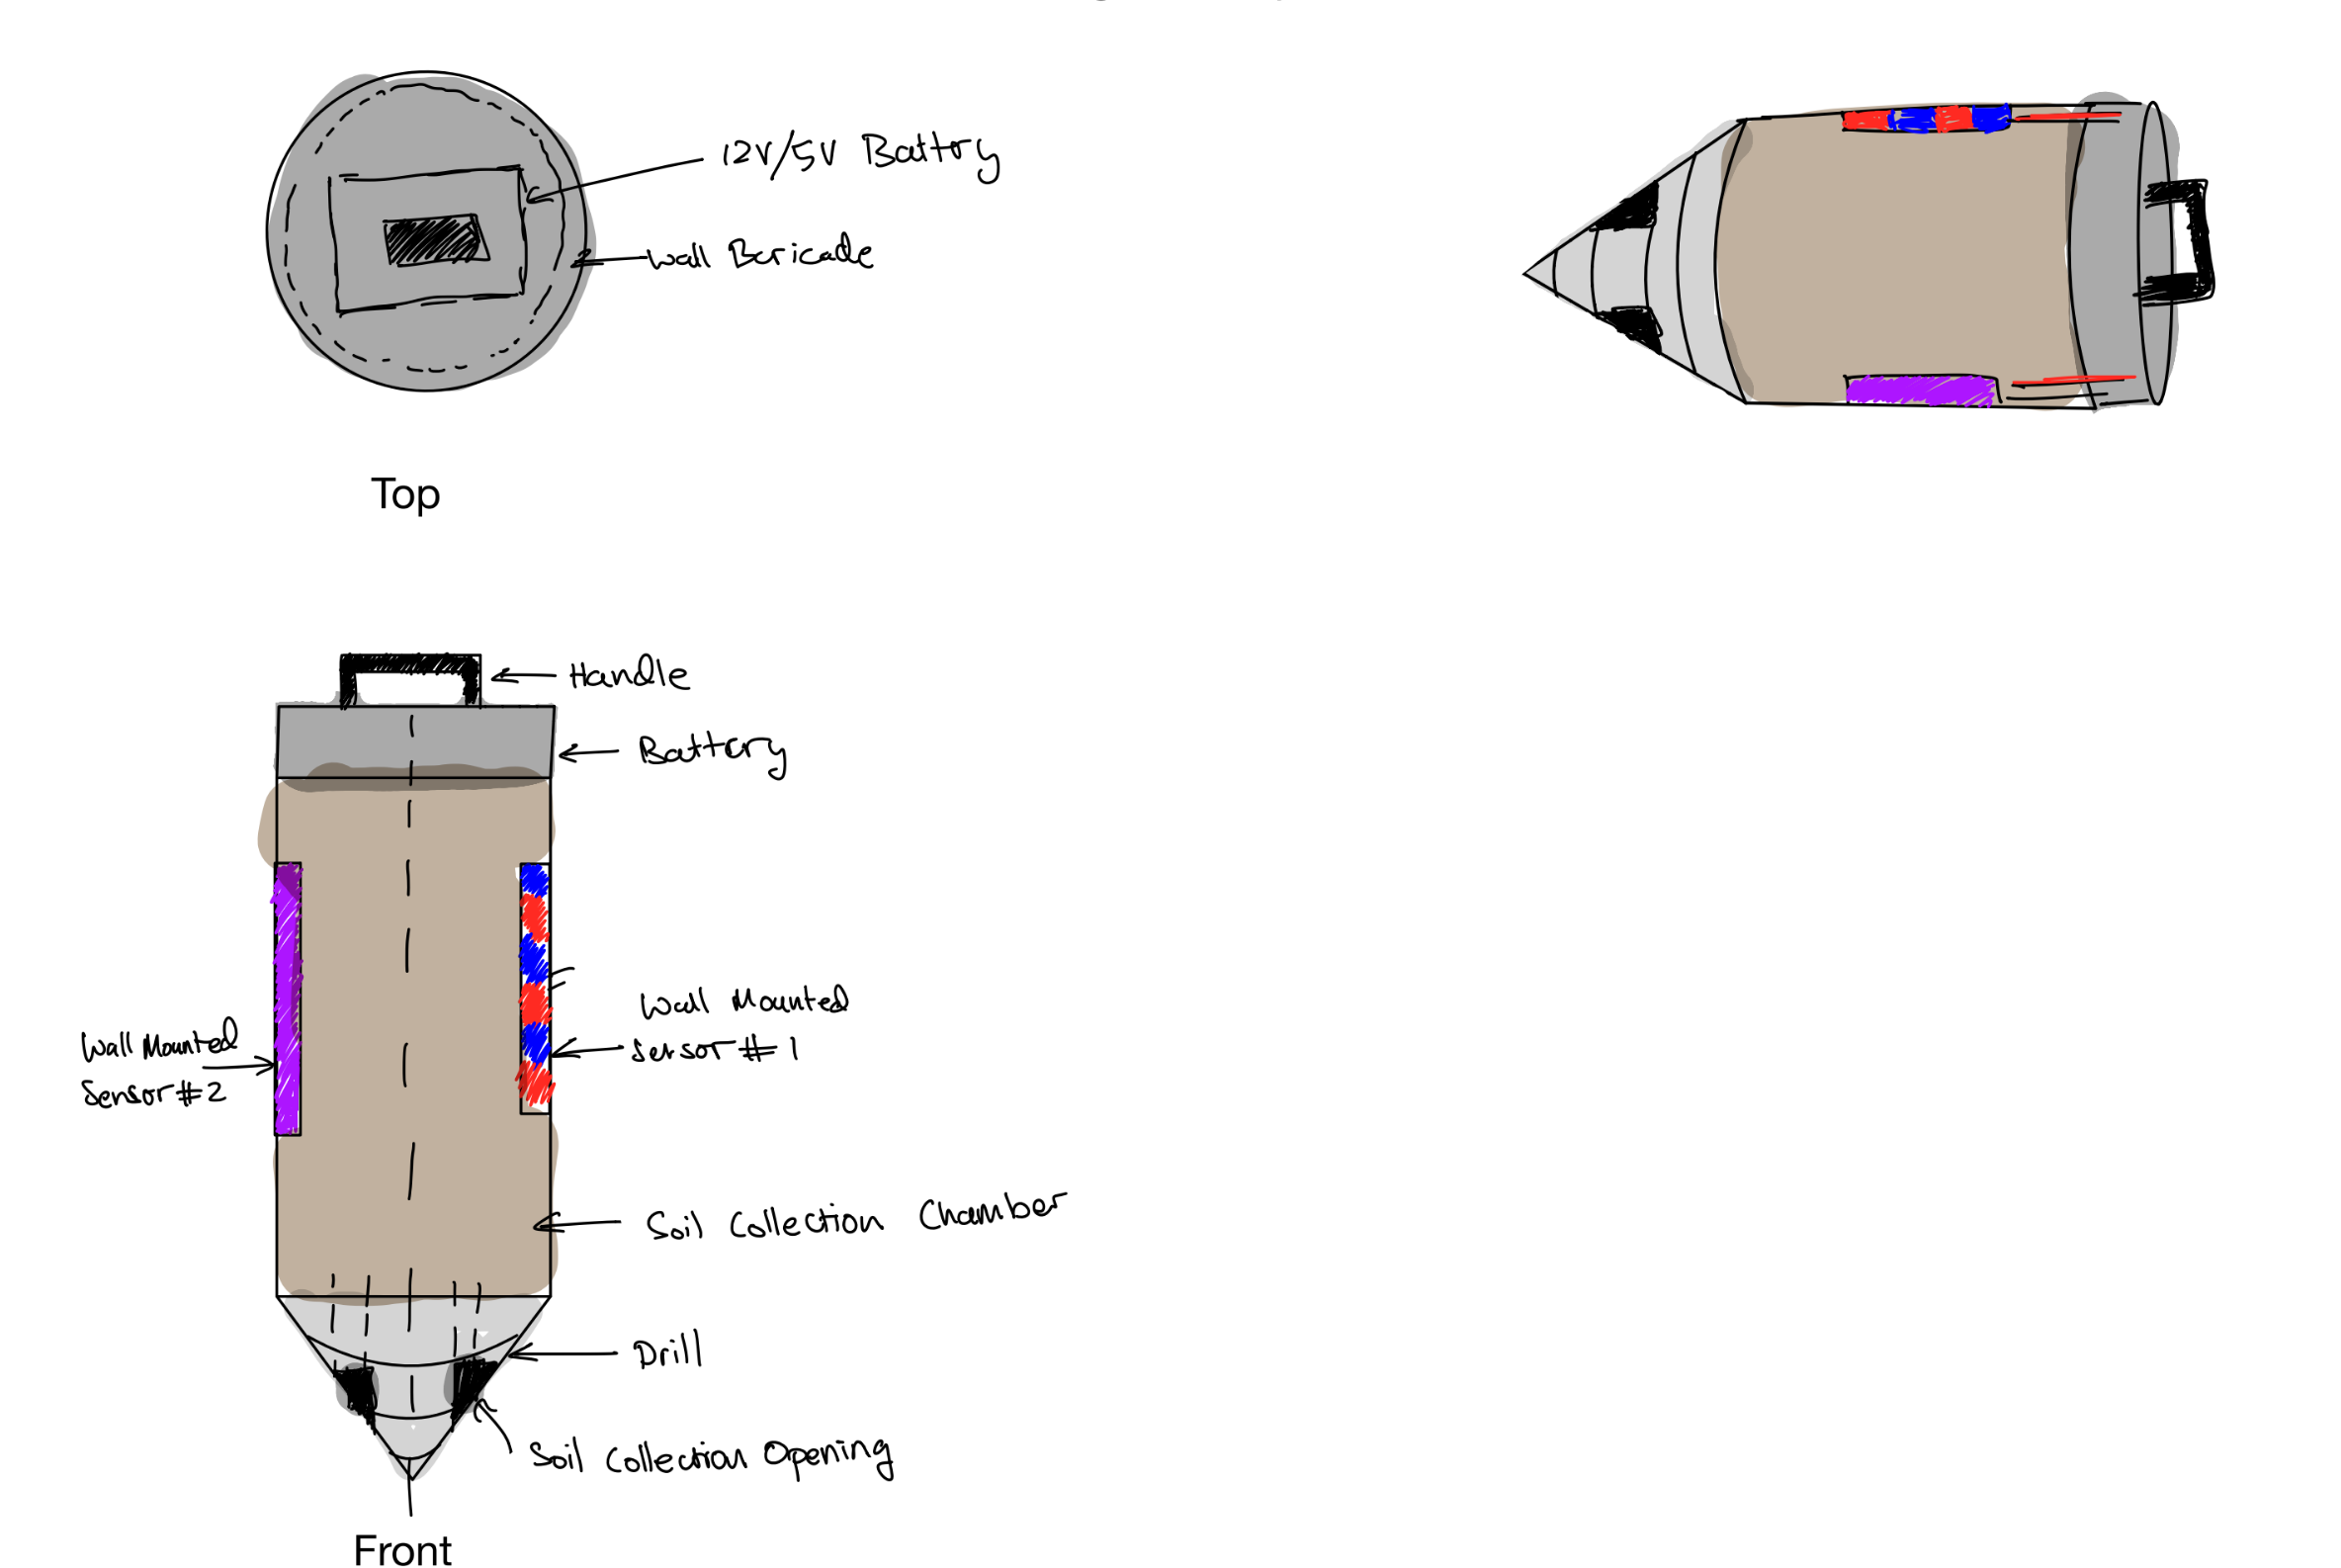 12V/5V Battery
Wall Baricade
Top
Handle
Battery
Wall Mounted
Sensor #1
Wall Mounted
Sensor #2
Soil Collection Chamber
Drill
Soil Collection Opening
Front